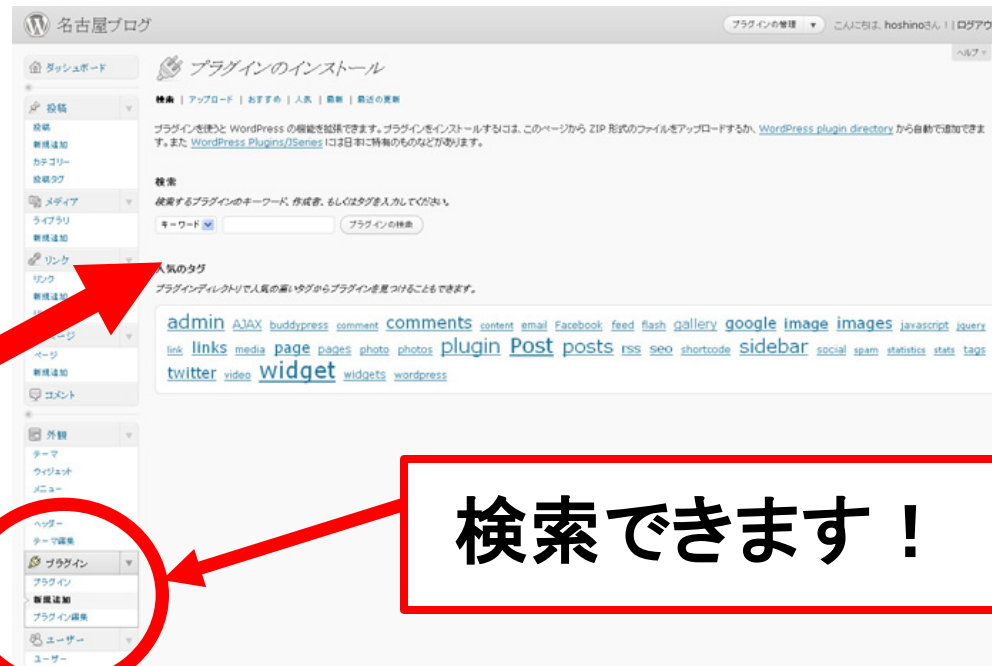 名古屋ブログ
プラグインの管理
こんにちは、hoshinoさん！ | ログアウ
ヘルプ
ダッシュボード
プラグインのインストール
検索 | アップロード | おすすめ | 人気 | 最新 | 最近の更新
投稿
投稿
新規追加
カテゴリー
投稿タグ
プラグインを使うと WordPress の機能を拡張できます。プラグインをインストールするには、このページから ZIP 形式のファイルをアップロードするか、WordPress plugin directory から自動で追加できま
す。また WordPress Plugins/JSeries には日本に特有のものなどがあります。
検索
検索するプラグインのキーワード、作成者、もしくはタグを入力してください。
キーワード
プラグインの検索
メディア
ライブラリ
新規追加
リンク
リンク
新規追加
人気のタグ
プラグインディレクトリで人気の高いタグからプラグインを見つけることもできます。
admin AJAX buddypress comment comments content email Facebook feed flash gallery google image images javascript jquery
link links media page pages photo photos plugin Post posts rss seo shortcode sidebar social spam statistics stats tags
twitter video widget widgets wordpress
ページ
ページ
新規追加
コメント
外観
テーマ
ウィジェット
メニュー
ヘッダー
テーマ編集
プラグイン
プラグイン
新規追加
プラグイン編集
ユーザー
ユーザー
検索できます！